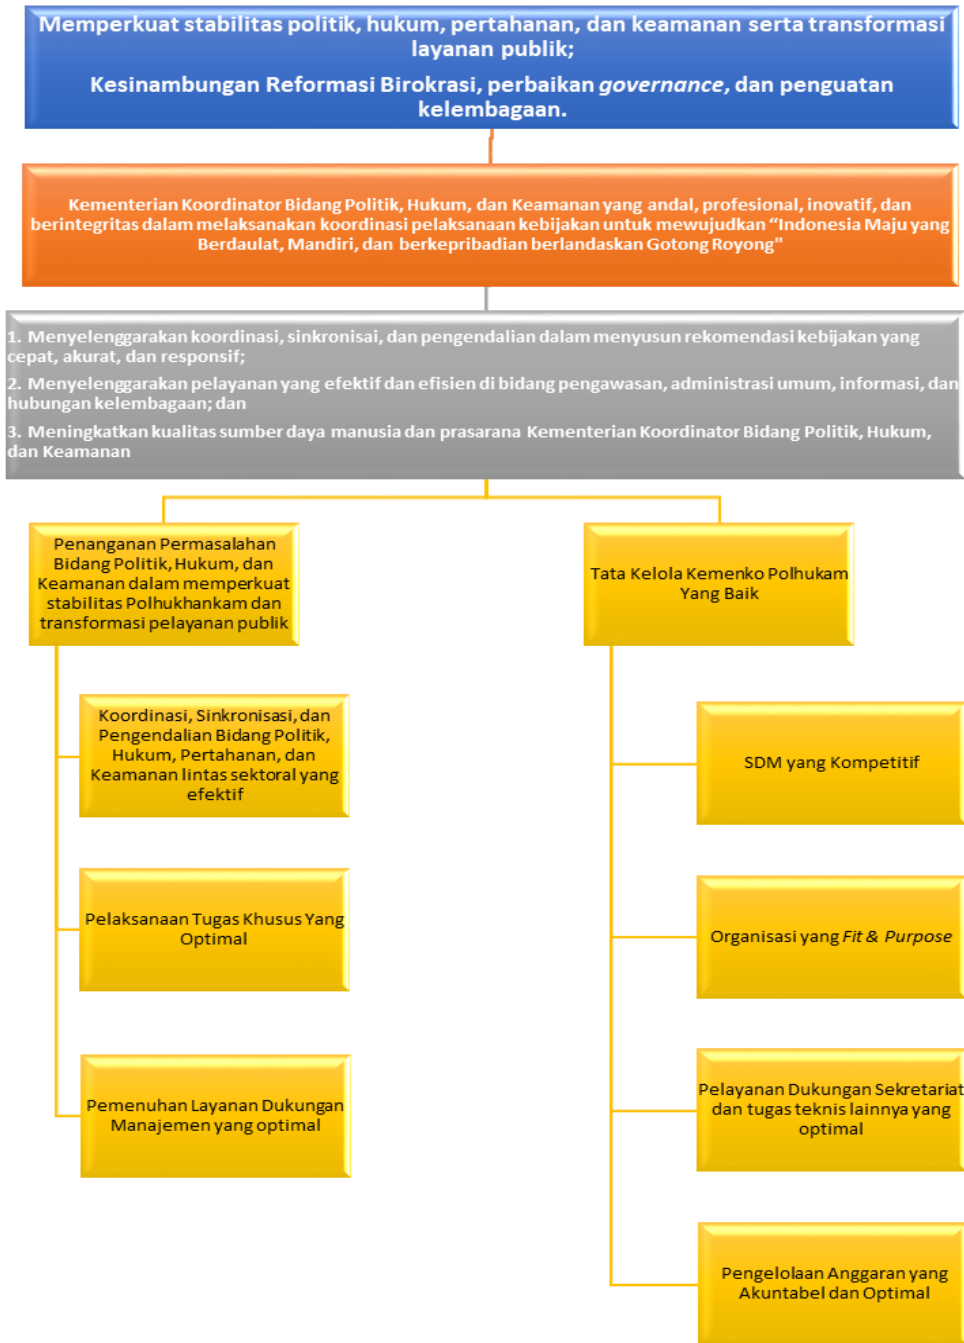 Memperkuat stabilitas politik, hukum, pertahanan, dan keamanan serta transformasi
layanan publik;
Kesinambungan Reformasi Birokrasi, perbaikan governance, dan penguatan
kelembagaan.
Kementerian Koordinator Bidang Politik, Hukum, dan Keamanan yang andal, profesional, inovatif, dan
berintegritas dalam melaksanakan koordinasi pelaksanaan kebijakan untuk mewujudkan “Indonesia Maju yang
Berdaulat, Mandiri, dan berkepribadian berlandaskan Gotong Royong"
1. Menyelenggarakan koordinasi, sinkronisai, dan pengendalian dalam menyusun rekomendasi kebijakan yang
cepat, akurat, dan responsif;
2. Menyelenggarakan pelayanan yang efektif dan efisien di bidang pengawasan, administrasi umum, informasi, dan
hubungan kelembagaan; dan
3. Meningkatkan kualitas sumber daya manusia dan prasarana Kementerian Koordinator Bidang Politik, Hukum,
dan Keamanan
Penanganan Permasalahan
Bidang Politik, Hukum, dan
Keamanan dalam memperkuat
stabilitas Polhukhankam dan
transformasi pelayanan publik
Koordinasi, Sinkronisasi, dan
Pengendalian Bidang Politik,
Hukum, Pertahanan, dan
Keamanan lintas sektoral yang
efektif
Pelaksanaan Tugas Khusus Yang
Optimal
Pemenuhan Layanan Dukungan
Manajemen yang optimal
Tata Kelola Kemenko Polhukam
Yang Baik
SDM yang Kompetitif
Organisasi yang Fit & Purpose
Pelayanan Dukungan Sekretariat
dan tugas teknis lainnya yang
optimal
Pengelolaan Anggaran yang
Akuntabel dan Optimal